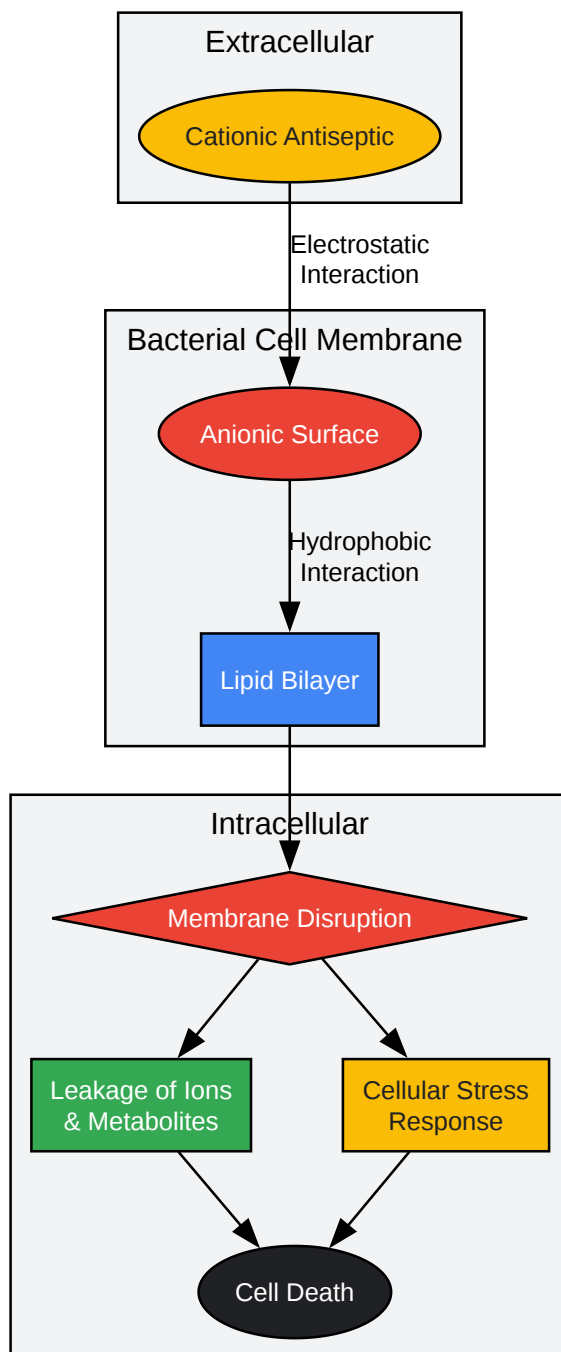 Extracellular
Cationic Antiseptic
Electrostatic
Interaction
Bacterial Cell Membrane
Anionic Surface
Hydrophobic
Interaction
Lipid Bilayer
Intracellular
Membrane Disruption
Leakage of Ions
& Metabolites
Cellular Stress
Response
Cell Death